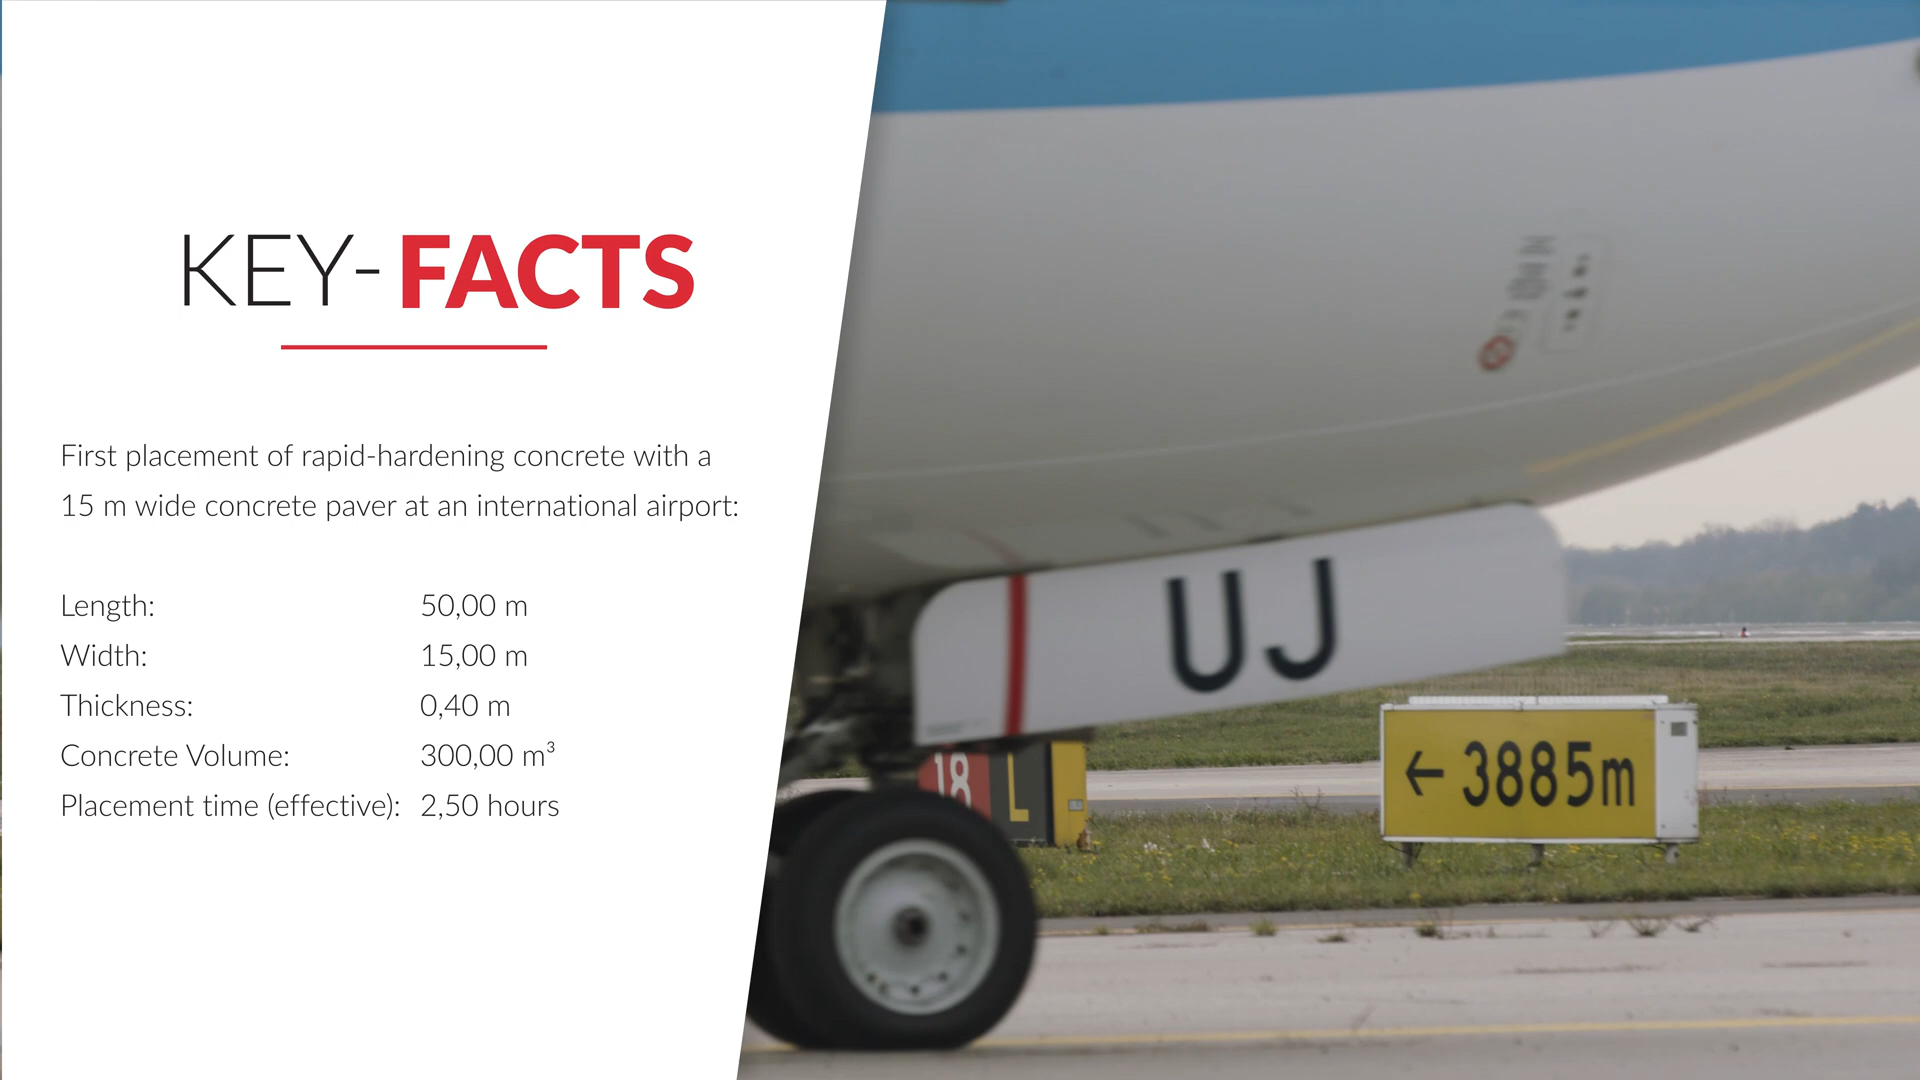 KEY-FACTS
First placement of rapid-hardening concrete with a
15 m wide concrete paver at an international airport:
Length: 50,00 m
Width: 15,00 m
Thickness: 0,40 m
Concrete Volume: 300,00 m³
Placement time (effective): 2,50 hours
UJ
← 3885m
18 L